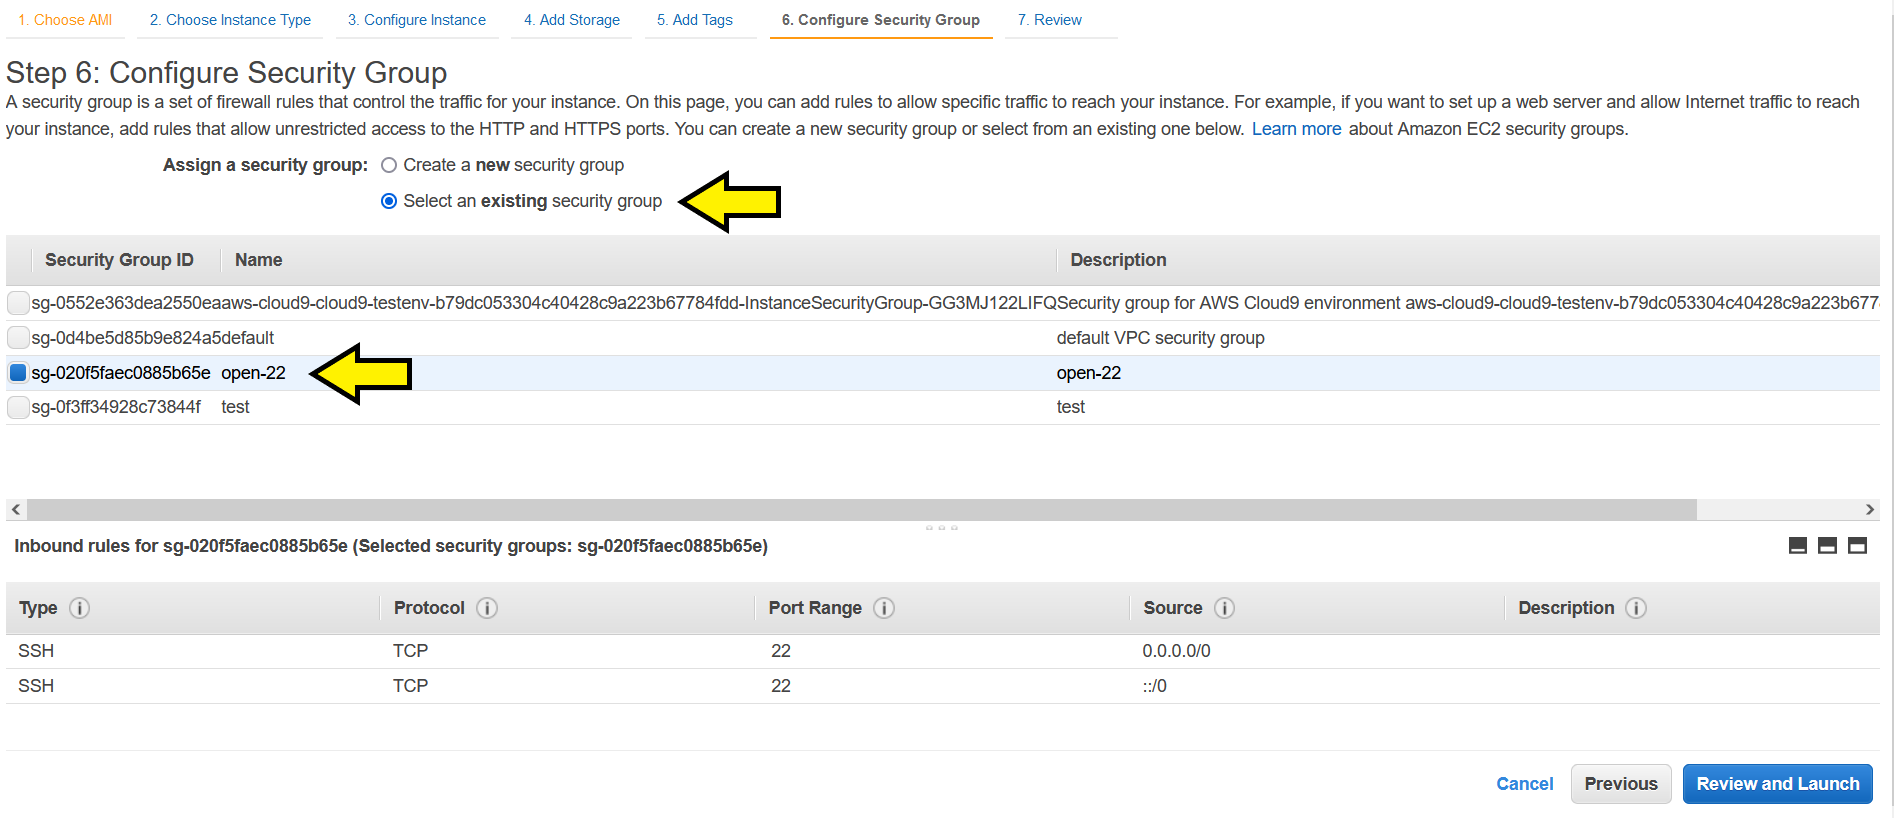 1. Choose AMI 2. Choose Instance Type 3. Configure Instance 4. Add Storage 5. Add Tags 6. Configure Security Group 7. Review
Step 6: Configure Security Group
A security group is a set of firewall rules that control the traffic for your instance. On this page, you can add rules to allow specific traffic to reach your instance. For example, if you want to set up a web server and allow Internet traffic to reach
your instance, add rules that allow unrestricted access to the HTTP and HTTPS ports. You can create a new security group or select from an existing one below. Learn more about Amazon EC2 security groups.
Assign a security group: Create a new security group
Select an existing security group
Security Group ID Name Description
sg-0552e363dea2550eaaws-cloud9-cloud9-testenv-b79dc053304c40428c9a223b67784fdd-InstanceSecurityGroup-GG3MJ122LIFQSecurity group for AWS Cloud9 environment aws-cloud9-cloud9-testenv-b79dc053304c40428c9a223b677
sg-0d4be5d85b9e824a5default default VPC security group
sg-020f5faec0885b65e open-22 open-22
sg-0f3ff34928c73844f test test
Inbound rules for sg-020f5faec0885b65e (Selected security groups: sg-020f5faec0885b65e)
Type Protocol Port Range Source Description
SSH TCP 22 0.0.0.0/0
SSH TCP 22 ::/0
Cancel Previous Review and Launch